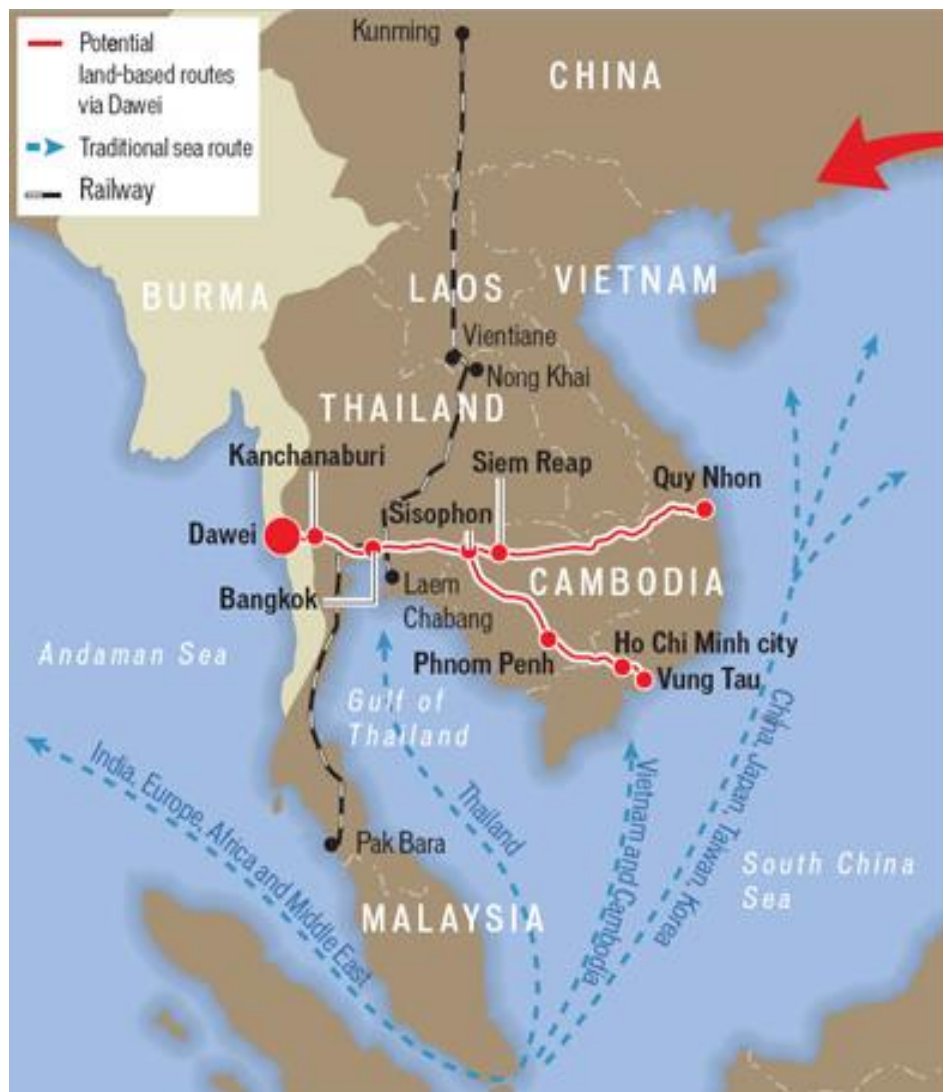 Potential
land-based routes
via Dawei
Traditional sea route
Railway
Kunming
CHINA
BURMA
LAOS
VIETNAM
Vientiane
Nong Khai
THAILAND
Kanchanaburi
Siem Reap
Quy Nhon
Dawei
Sisophon
Bangkok
Laem
Chabang
CAMBODIA
Phnom Penh
Ho Chi Minh city
Vung Tau
Andaman Sea
Gulf of
Thailand
India, Europe, Africa and Middle East
Thailand
Vietnam and Cambodia
China, Japan, Taiwan, Korea
Pak Bara
South China
Sea
MALAYSIA